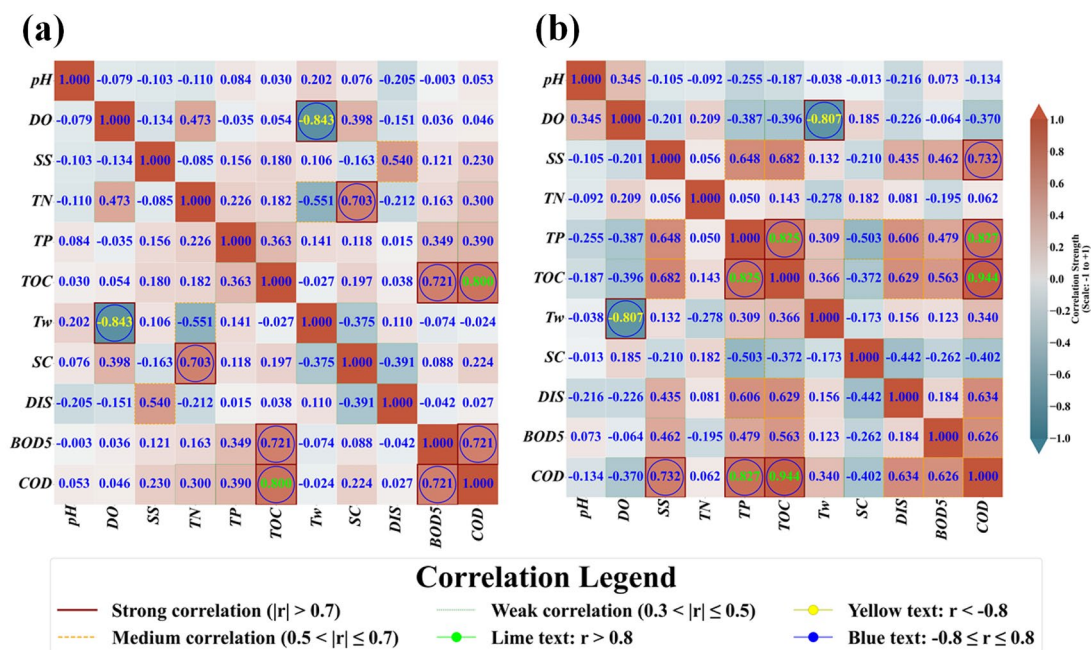 (a)
pH 1.000 -0.079 -0.103 -0.110 0.084 0.030 0.202 0.076 -0.205 -0.003 0.053
DO -0.079 1.000 -0.134 0.473 -0.035 0.054 -0.843 0.398 -0.151 0.036 0.046
SS -0.103 -0.134 1.000 -0.085 0.156 0.180 0.106 -0.163 0.540 0.121 0.230
TN -0.110 0.473 -0.085 1.000 0.226 0.182 -0.551 0.703 -0.212 0.163 0.300
TP 0.084 -0.035 0.156 0.226 1.000 0.363 0.141 0.118 0.015 0.349 0.390
TOC 0.030 0.054 0.180 0.182 0.363 1.000 -0.027 0.197 0.038 0.721 0.800
Tw 0.202 -0.843 0.106 -0.551 0.141 -0.027 1.000 -0.375 0.110 -0.074 -0.024
SC 0.076 0.398 -0.163 0.703 0.118 0.197 -0.375 1.000 -0.391 0.088 0.224
DIS -0.205 -0.151 0.540 -0.212 0.015 0.038 0.110 -0.391 1.000 -0.042 0.027
BOD5 -0.003 0.036 0.121 0.163 0.349 0.721 -0.074 0.088 -0.042 1.000 0.721
COD 0.053 0.046 0.230 0.300 0.390 0.800 -0.024 0.224 0.027 0.721 1.000
pH DO SS TN TP TOC Tw SC DIS BOD5 COD
(b)
pH 1.000 0.345 -0.105 -0.092 -0.255 -0.187 -0.038 -0.013 -0.216 0.073 -0.134
DO 0.345 1.000 -0.201 0.209 -0.387 -0.396 -0.807 0.185 -0.226 -0.064 -0.370
SS -0.105 -0.201 1.000 0.056 0.648 0.682 0.132 -0.210 0.435 0.462 0.732
TN -0.092 0.209 0.056 1.000 0.050 0.143 -0.278 0.182 0.081 -0.195 0.062
TP -0.255 -0.387 0.648 0.050 1.000 0.825 0.309 -0.503 0.606 0.479 0.827
TOC -0.187 -0.396 0.682 0.143 0.825 1.000 0.366 -0.372 0.629 0.563 0.944
Tw -0.038 -0.807 0.132 -0.278 0.309 0.366 1.000 -0.173 0.156 0.123 0.340
SC -0.013 0.185 -0.210 0.182 -0.503 -0.372 -0.173 1.000 -0.442 -0.262 -0.402
DIS -0.216 -0.226 0.435 0.081 0.606 0.629 0.156 -0.442 1.000 0.184 0.634
BOD5 0.073 -0.064 0.462 -0.195 0.479 0.563 0.123 -0.262 0.184 1.000 0.626
COD -0.134 -0.370 0.732 0.062 0.827 0.944 0.340 -0.402 0.634 0.626 1.000
pH DO SS TN TP TOC Tw SC DIS BOD5 COD
1.0
0.8
0.6
0.4
0.2
0.0
−0.2
−0.4
−0.6
−0.8
−1.0
Correlation Strength
(Scale: -1 to +1)
Correlation Legend
Strong correlation (|r| > 0.7)
Weak correlation (0.3 < |r| ≤ 0.5)
Yellow text: r < -0.8
Medium correlation (0.5 < |r| ≤ 0.7)
Lime text: r > 0.8
Blue text: -0.8 ≤ r ≤ 0.8